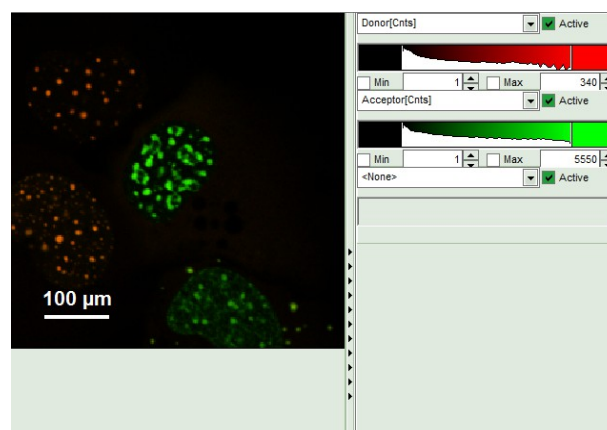 Donor[Cnts]
Active
Min
1
Max
340
Acceptor[Cnts]
Active
Min
1
Max
5550
<None>
Active
100 µm